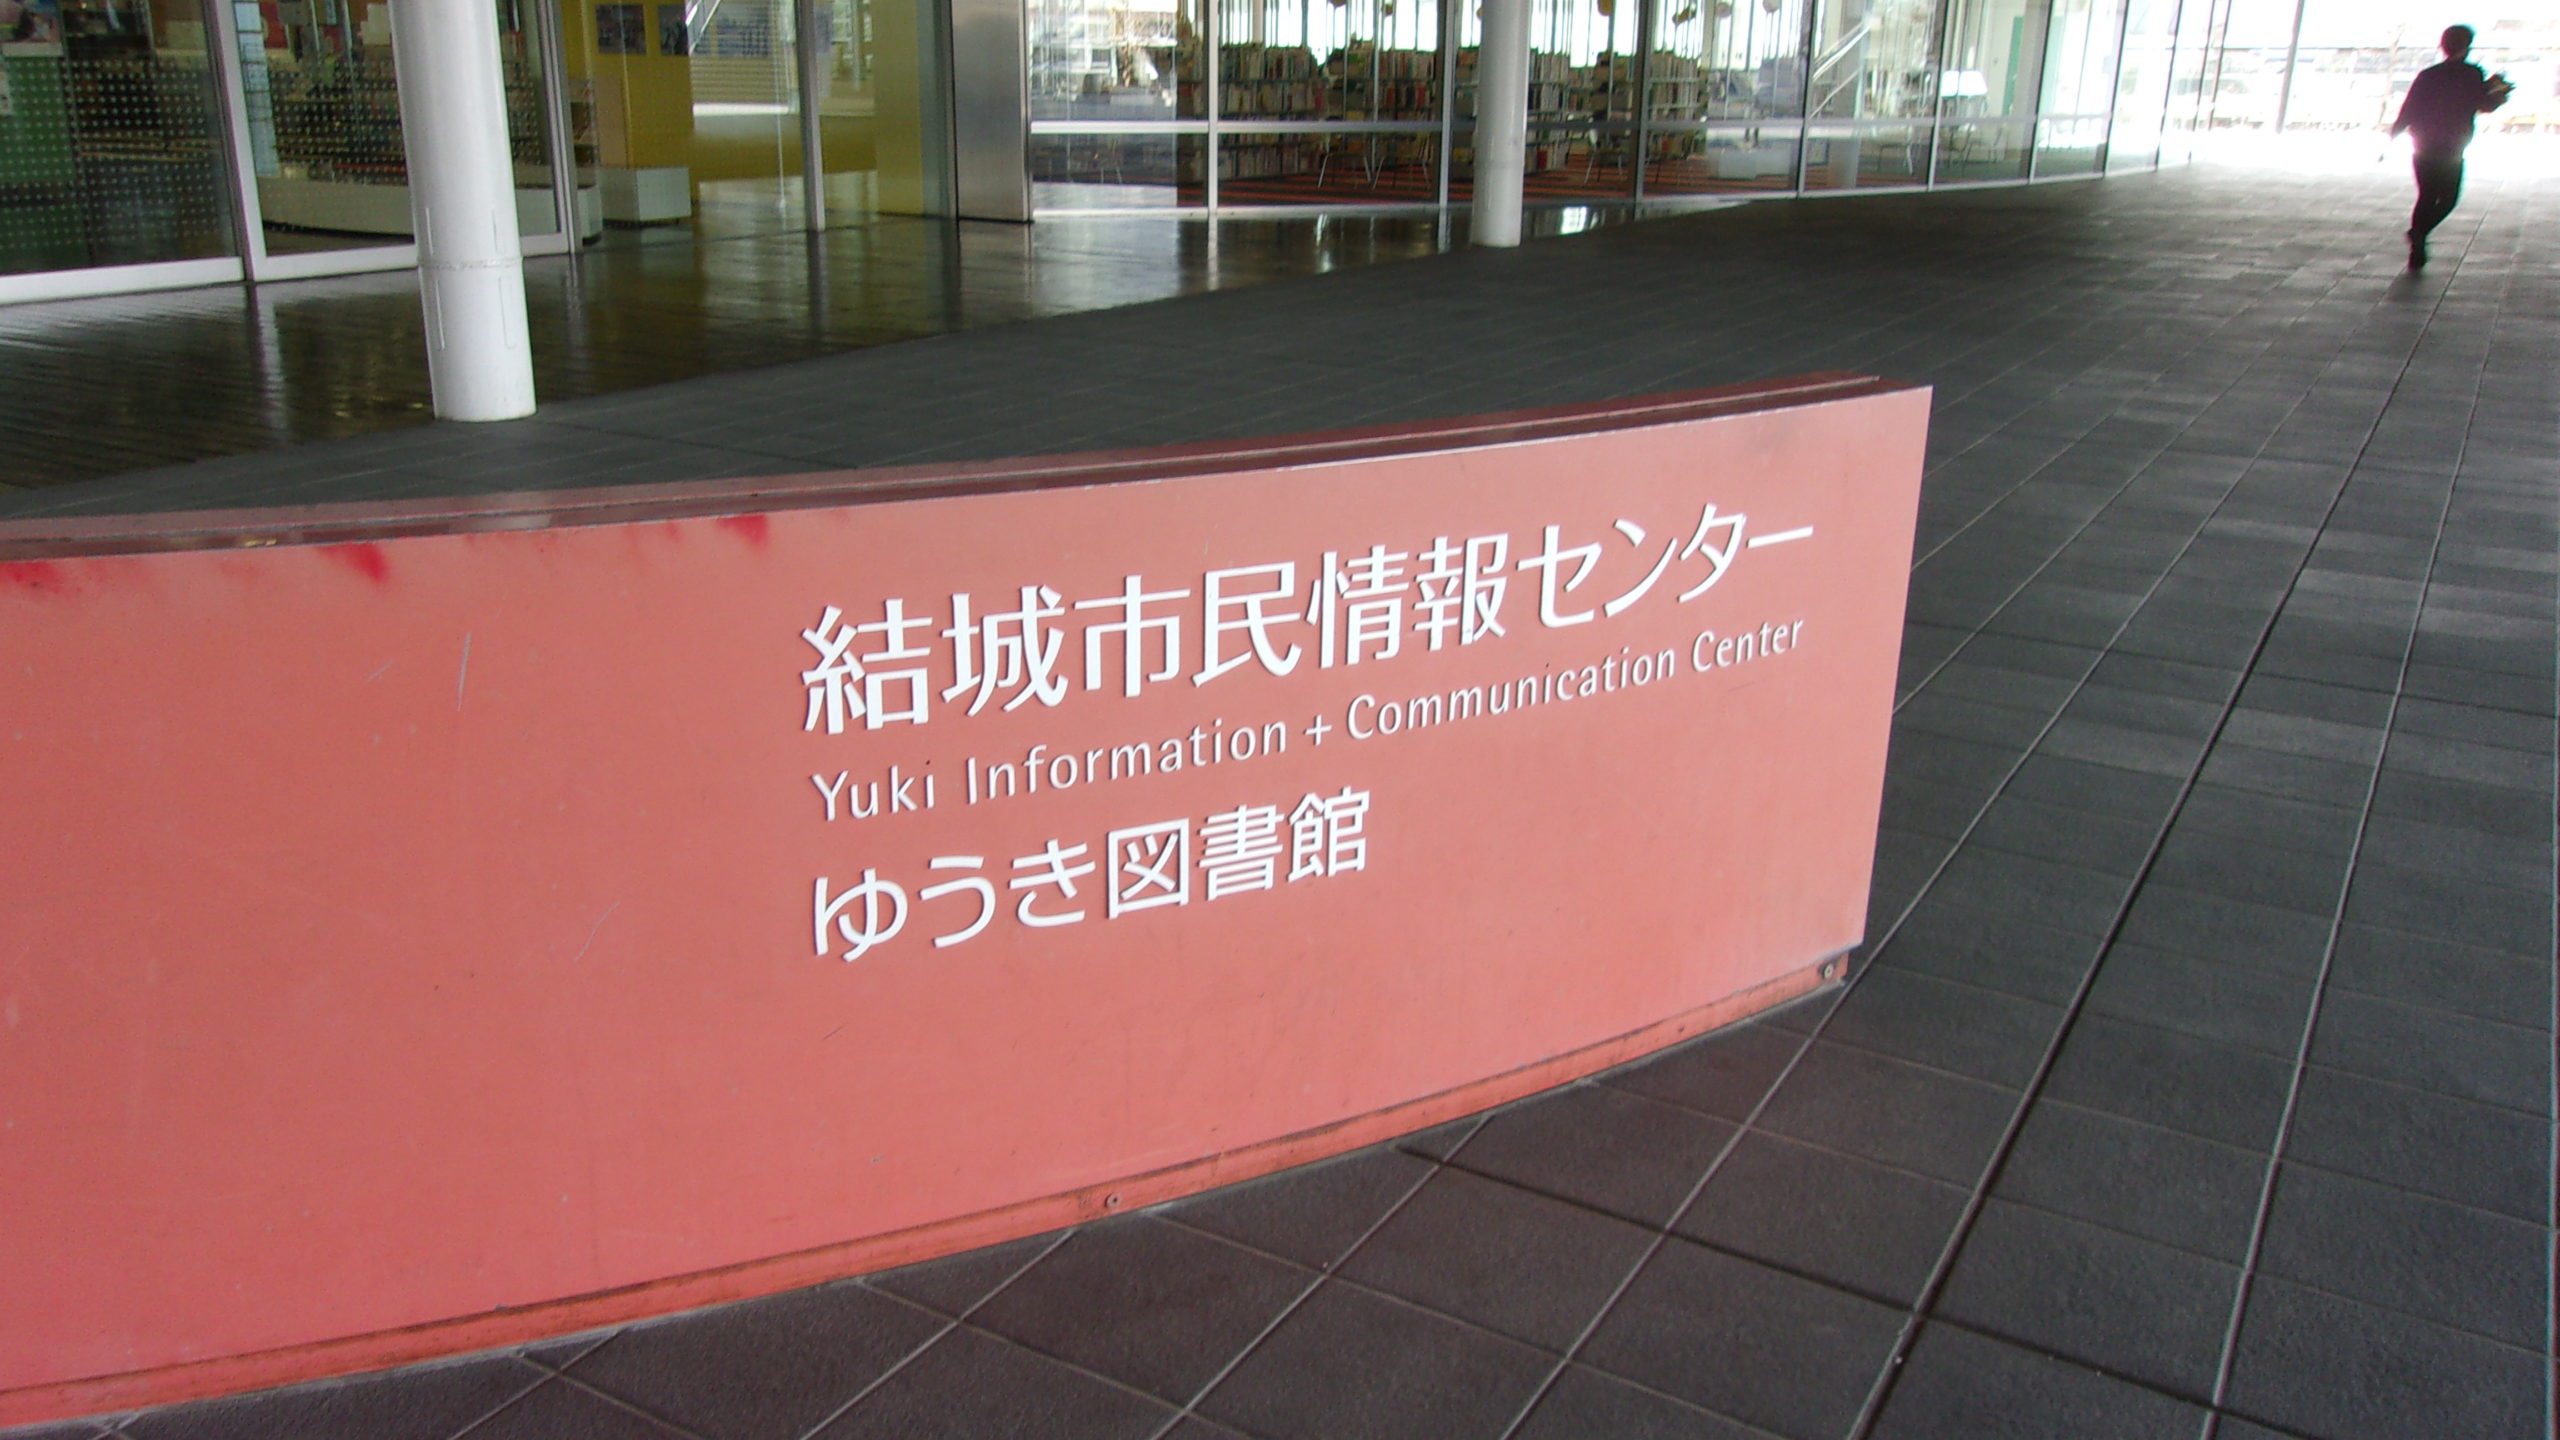 結城市民情報センター
Yuki Information + Communication Center
ゆうき図書館